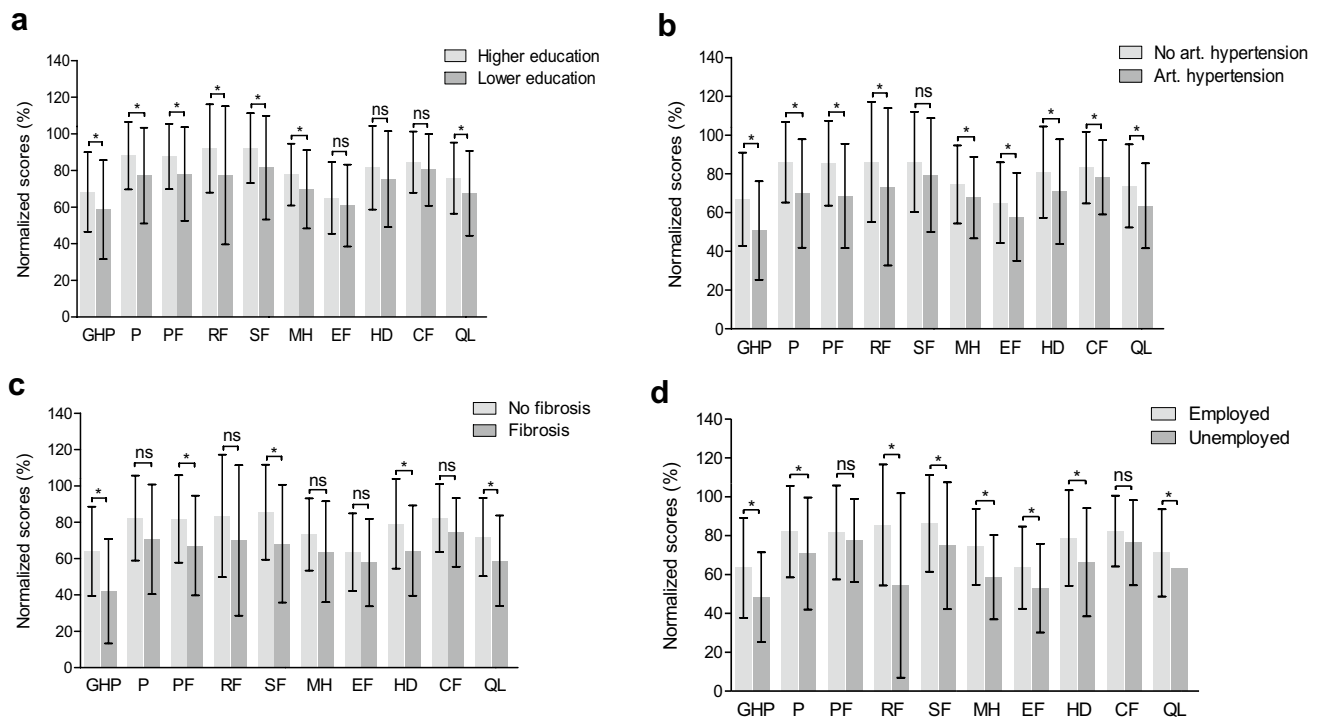 a
Higher education
Lower education
Normalized scores (%)
140
120
100
80
60
40
20
0
* * * * * * ns ns ns *
GHP P PF RF SF MH EF HD CF QL
b
No art. hypertension
Art. hypertension
Normalized scores (%)
140
120
100
80
60
40
20
0
* * * * ns * * * * *
GHP P PF RF SF MH EF HD CF QL
c
No fibrosis
Fibrosis
Normalized scores (%)
140
120
100
80
60
40
20
0
* ns * ns * ns ns * ns *
GHP P PF RF SF MH EF HD CF QL
d
Employed
Unemployed
Normalized scores (%)
140
120
100
80
60
40
20
0
* * ns * * * * * ns *
GHP P PF RF SF MH EF HD CF QL